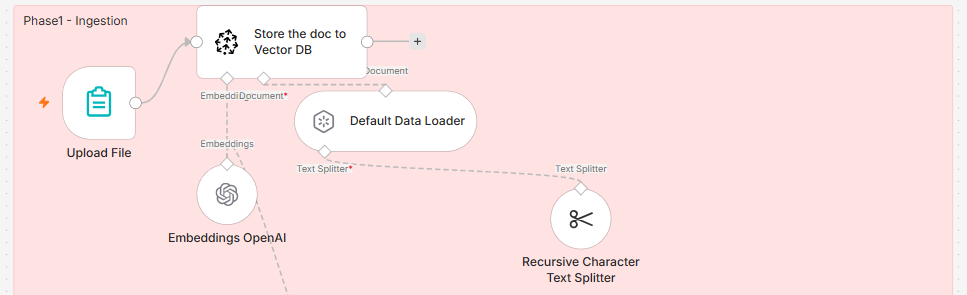 Phase1 - Ingestion
Store the doc to
Vector DB
Document
Embeddi
Document*
Default Data Loader
Upload File
Embeddings
Text Splitter*
Text Splitter
Embeddings OpenAI
Recursive Character
Text Splitter